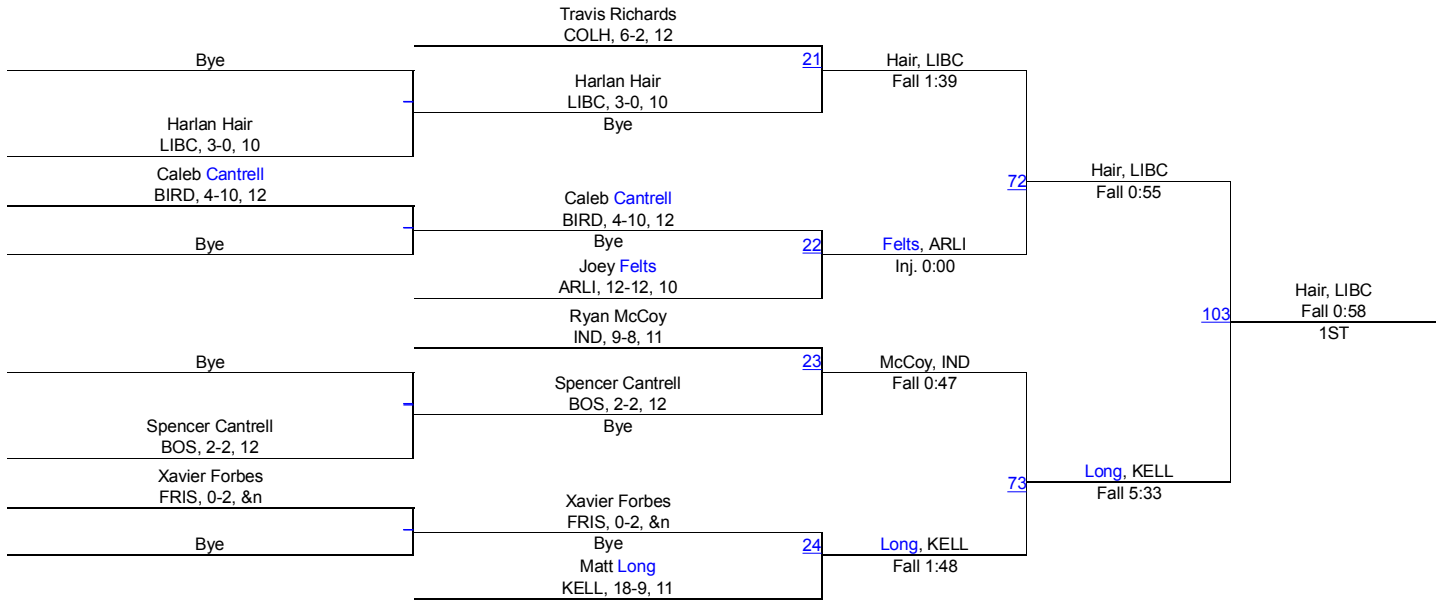 Travis Richards
COLH, 6-2, 12
Bye
21
Hair, LIBC
Fall 1:39
Harlan Hair
LIBC, 3-0, 10
Bye
Harlan Hair
LIBC, 3-0, 10
Caleb Cantrell
BIRD, 4-10, 12
72
Hair, LIBC
Fall 0:55
Caleb Cantrell
BIRD, 4-10, 12
Bye
Bye
22
Felts, ARLI
Inj. 0:00
Joey Felts
ARLI, 12-12, 10
Hair, LIBC
Fall 0:58
1ST
103
Ryan McCoy
IND, 9-8, 11
Bye
23
McCoy, IND
Fall 0:47
Spencer Cantrell
BOS, 2-2, 12
Bye
Spencer Cantrell
BOS, 2-2, 12
Xavier Forbes
FRIS, 0-2, &n
73
Long, KELL
Fall 5:33
Xavier Forbes
FRIS, 0-2, &n
Bye
Bye
24
Long, KELL
Fall 1:48
Matt Long
KELL, 18-9, 11